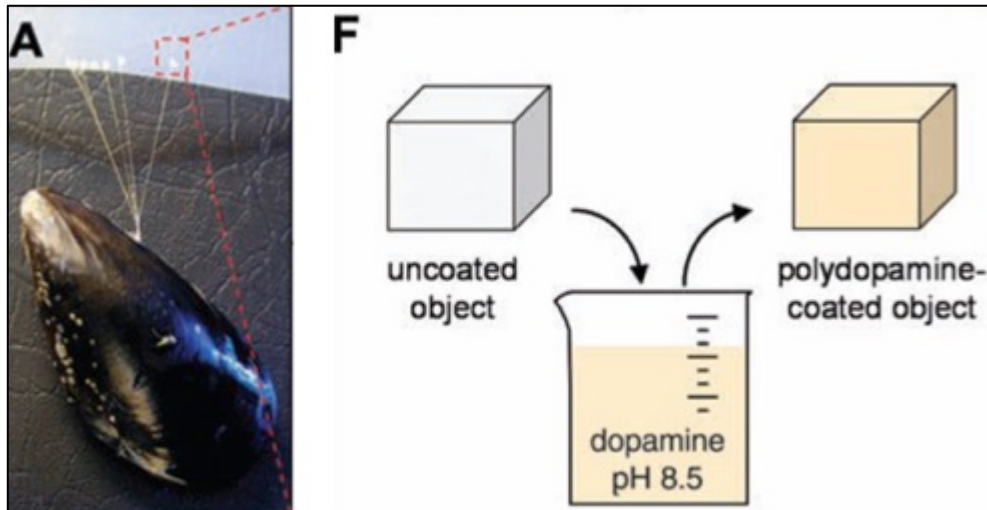 A
F
uncoated
object
polydopamine-
coated object
dopamine
pH 8.5